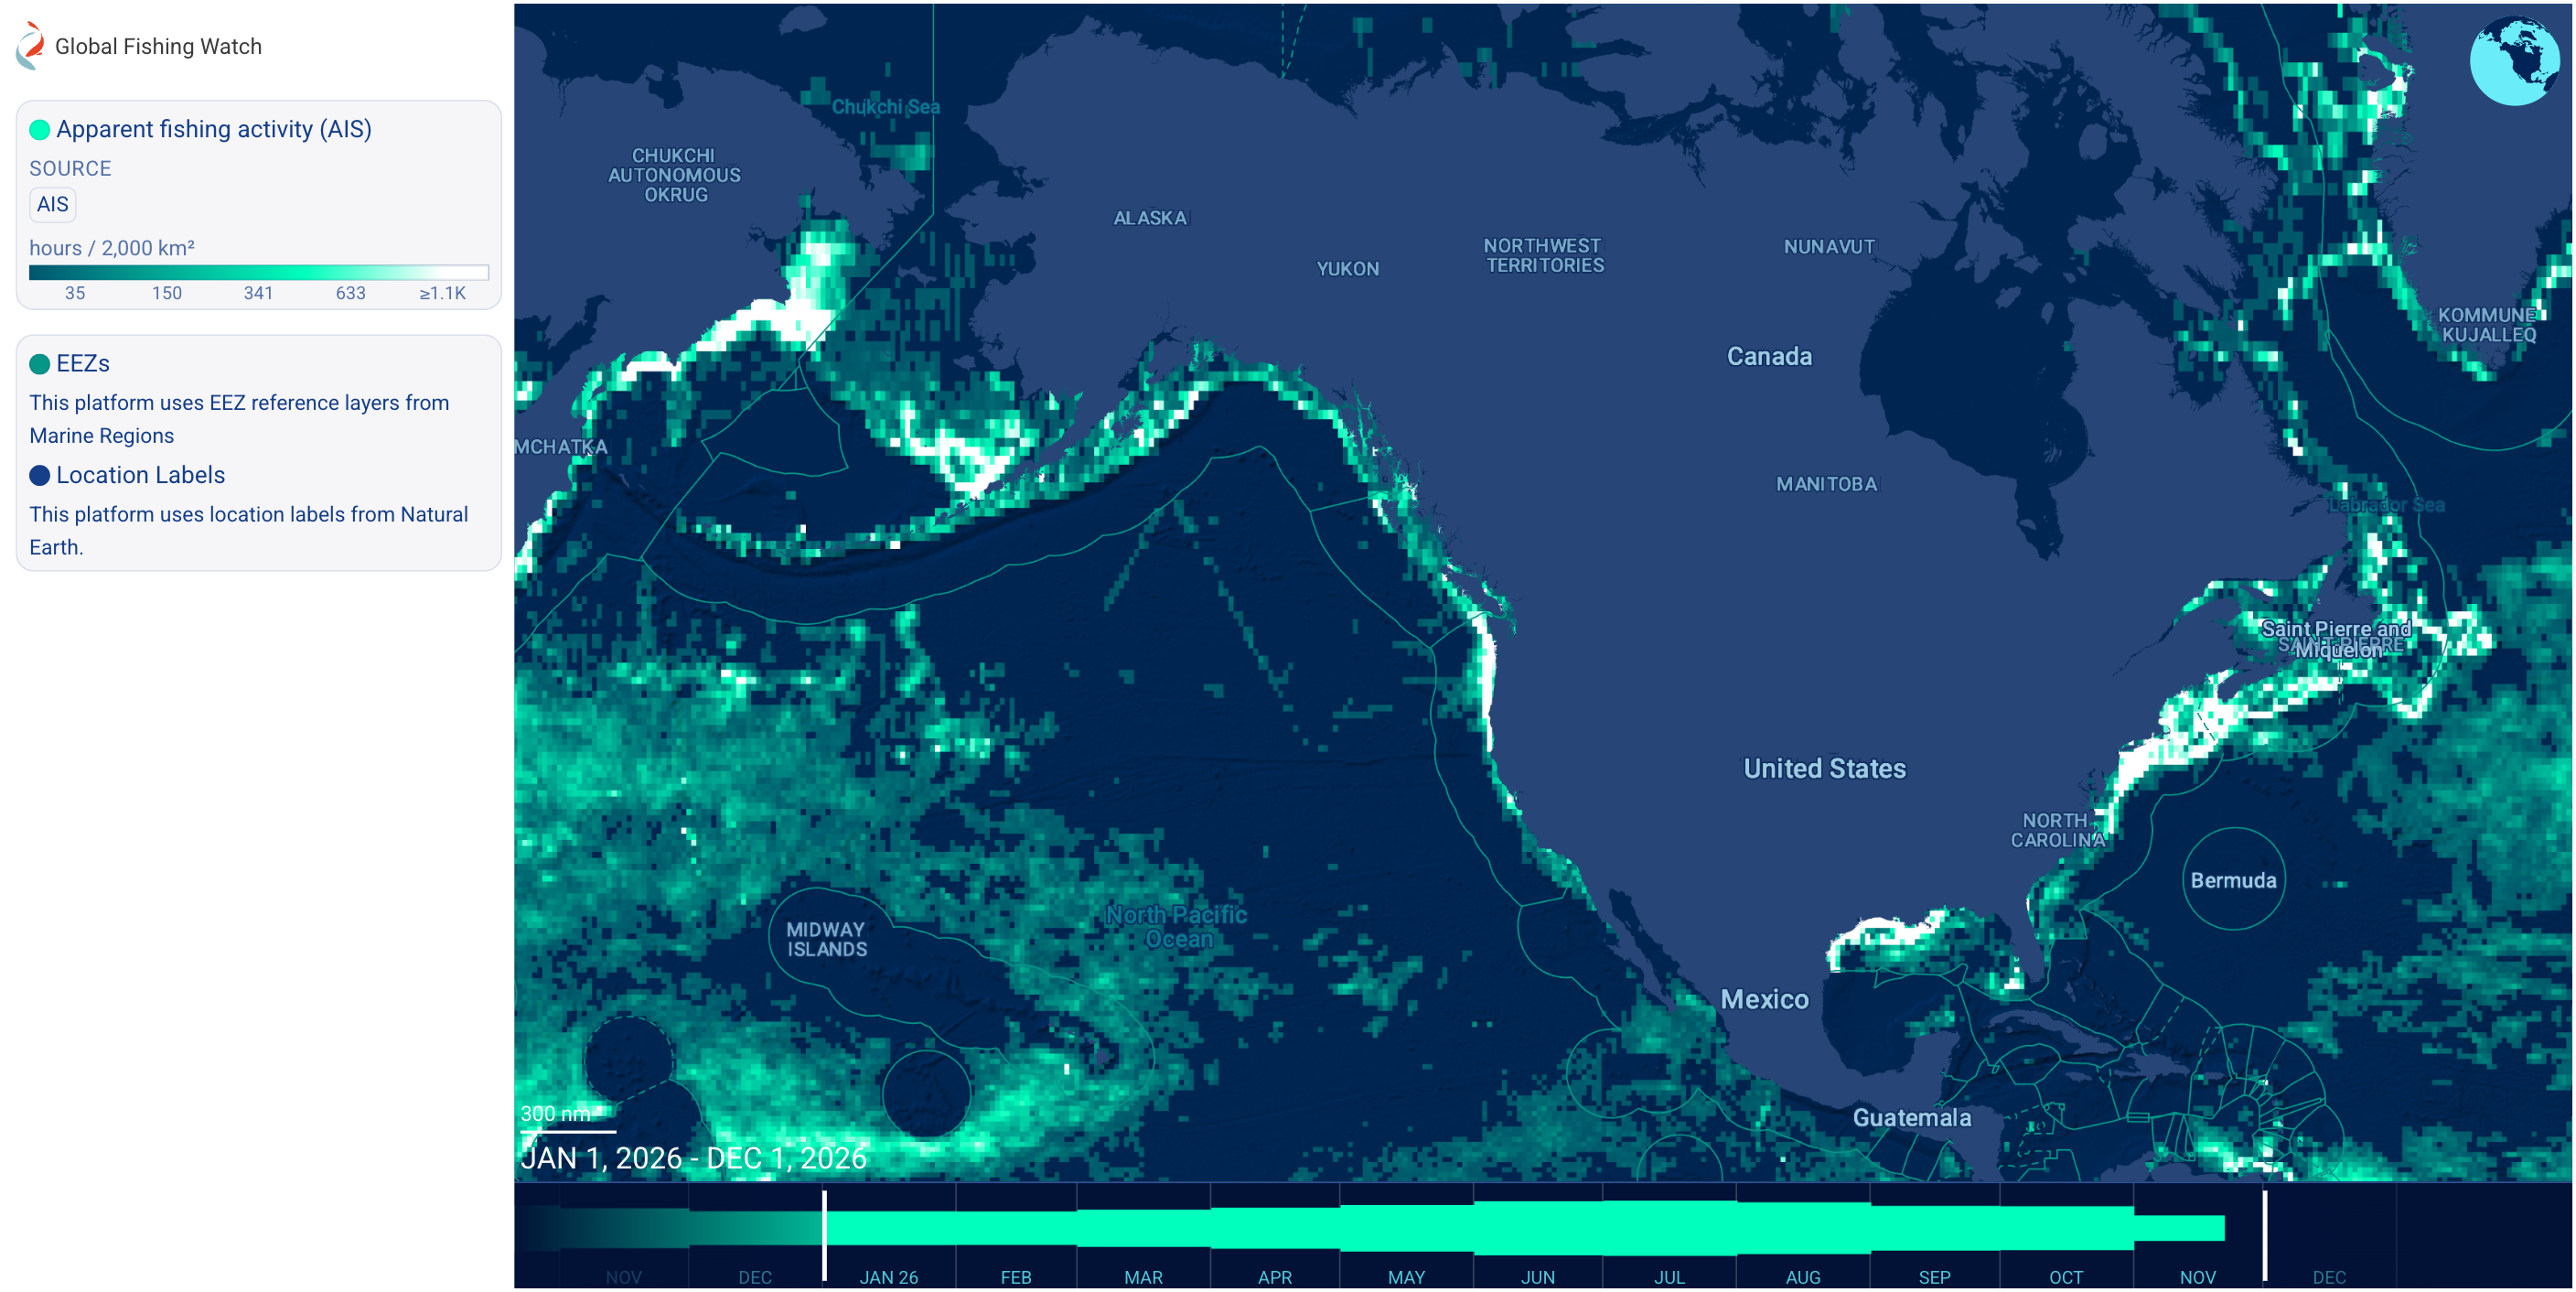 Global Fishing Watch
Apparent fishing activity (AIS)
SOURCE
AIS
hours / 2,000 km²
35 150 341 633 ≥1.1K
EEZs
This platform uses EEZ reference layers from
Marine Regions
Location Labels
This platform uses location labels from Natural
Earth.
Chukchi Sea
CHUKCHI
AUTONOMOUS
OKRUG
ALASKA
YUKON
NORTHWEST
TERRITORIES
NUNAVUT
KOMMUNE
KUJALLEQ
Canada
MCHATKA
MANITOBA
Labrador Sea
Saint Pierre and
SAINT-PIERRE
Miquelon
United States
NORTH
CAROLINA
Bermuda
North Pacific
Ocean
MIDWAY
ISLANDS
Mexico
Guatemala
300 nm
JAN 1, 2026 - DEC 1, 2026
NOV DEC JAN 26 FEB MAR APR MAY JUN JUL AUG SEP OCT NOV DEC